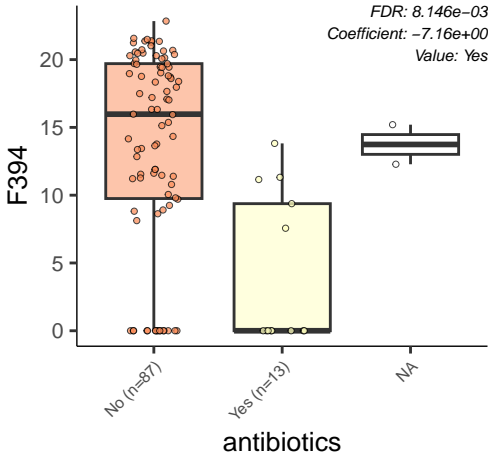 FDR: 8.146e−03
Coefficient: −7.16e+00
Value: Yes
F394
20
15
10
5
0
No (n=87)
Yes (n=13)
NA
antibiotics